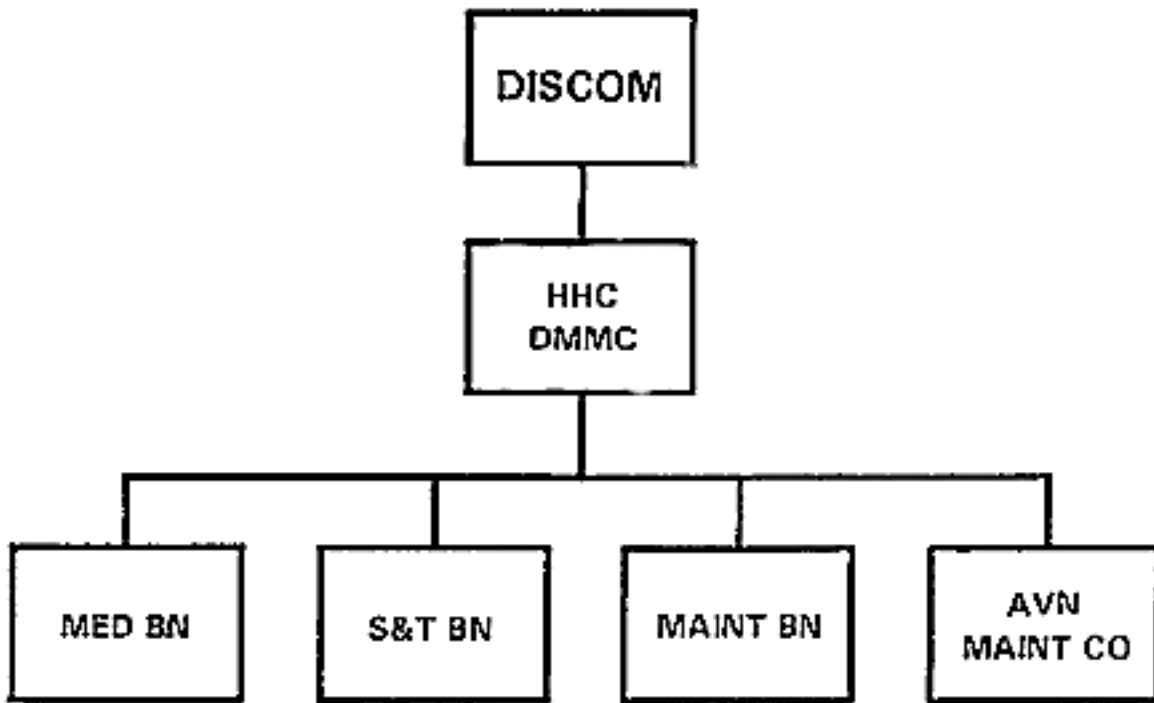 DISCOM
HHC
DMMC
MED BN
S&T BN
MAINT BN
AVN
MAINT CO